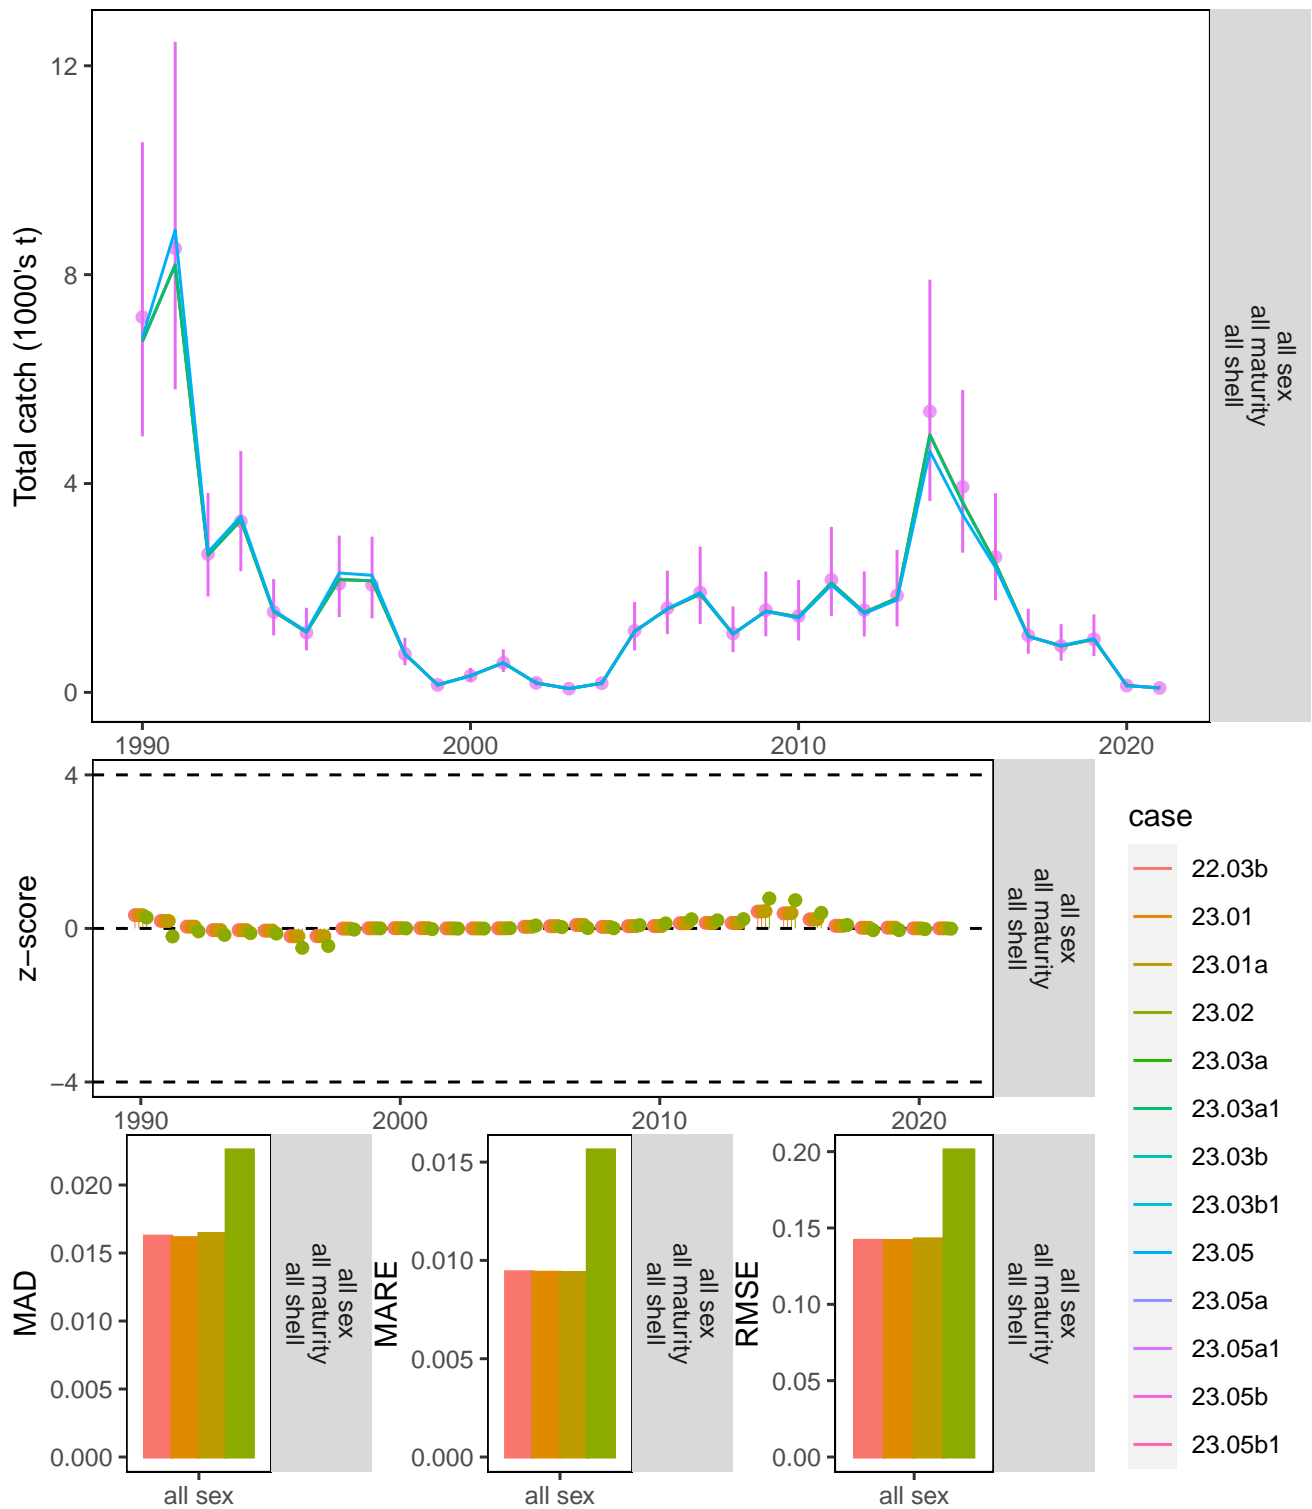 12
8
4
0
Total catch (1000's t)
all sex
all maturity
all shell
1990
2000
2010
2020
4
0
−4
z−score
all sex
all maturity
all shell
1990
2000
2010
2020
case
22.03b
23.01
23.01a
23.02
23.03a
23.03a1
23.03b
23.03b1
23.05
23.05a
23.05a1
23.05b
23.05b1
0.020
0.015
0.010
0.005
0.000
MAD
all sex
all maturity
all shell
all sex
0.015
0.010
0.005
0.000
MARE
all sex
all maturity
all shell
all sex
0.20
0.15
0.10
0.05
0.00
RMSE
all sex
all maturity
all shell
all sex